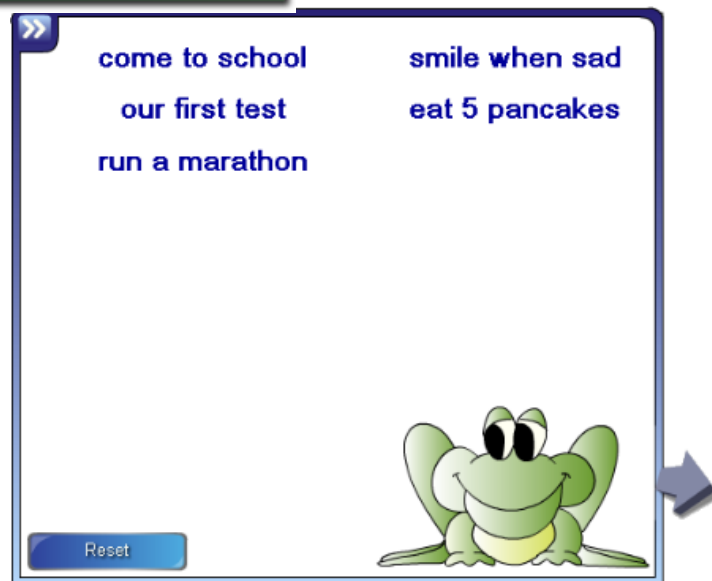 come to school
smile when sad
our first test
eat 5 pancakes
run a marathon
Reset